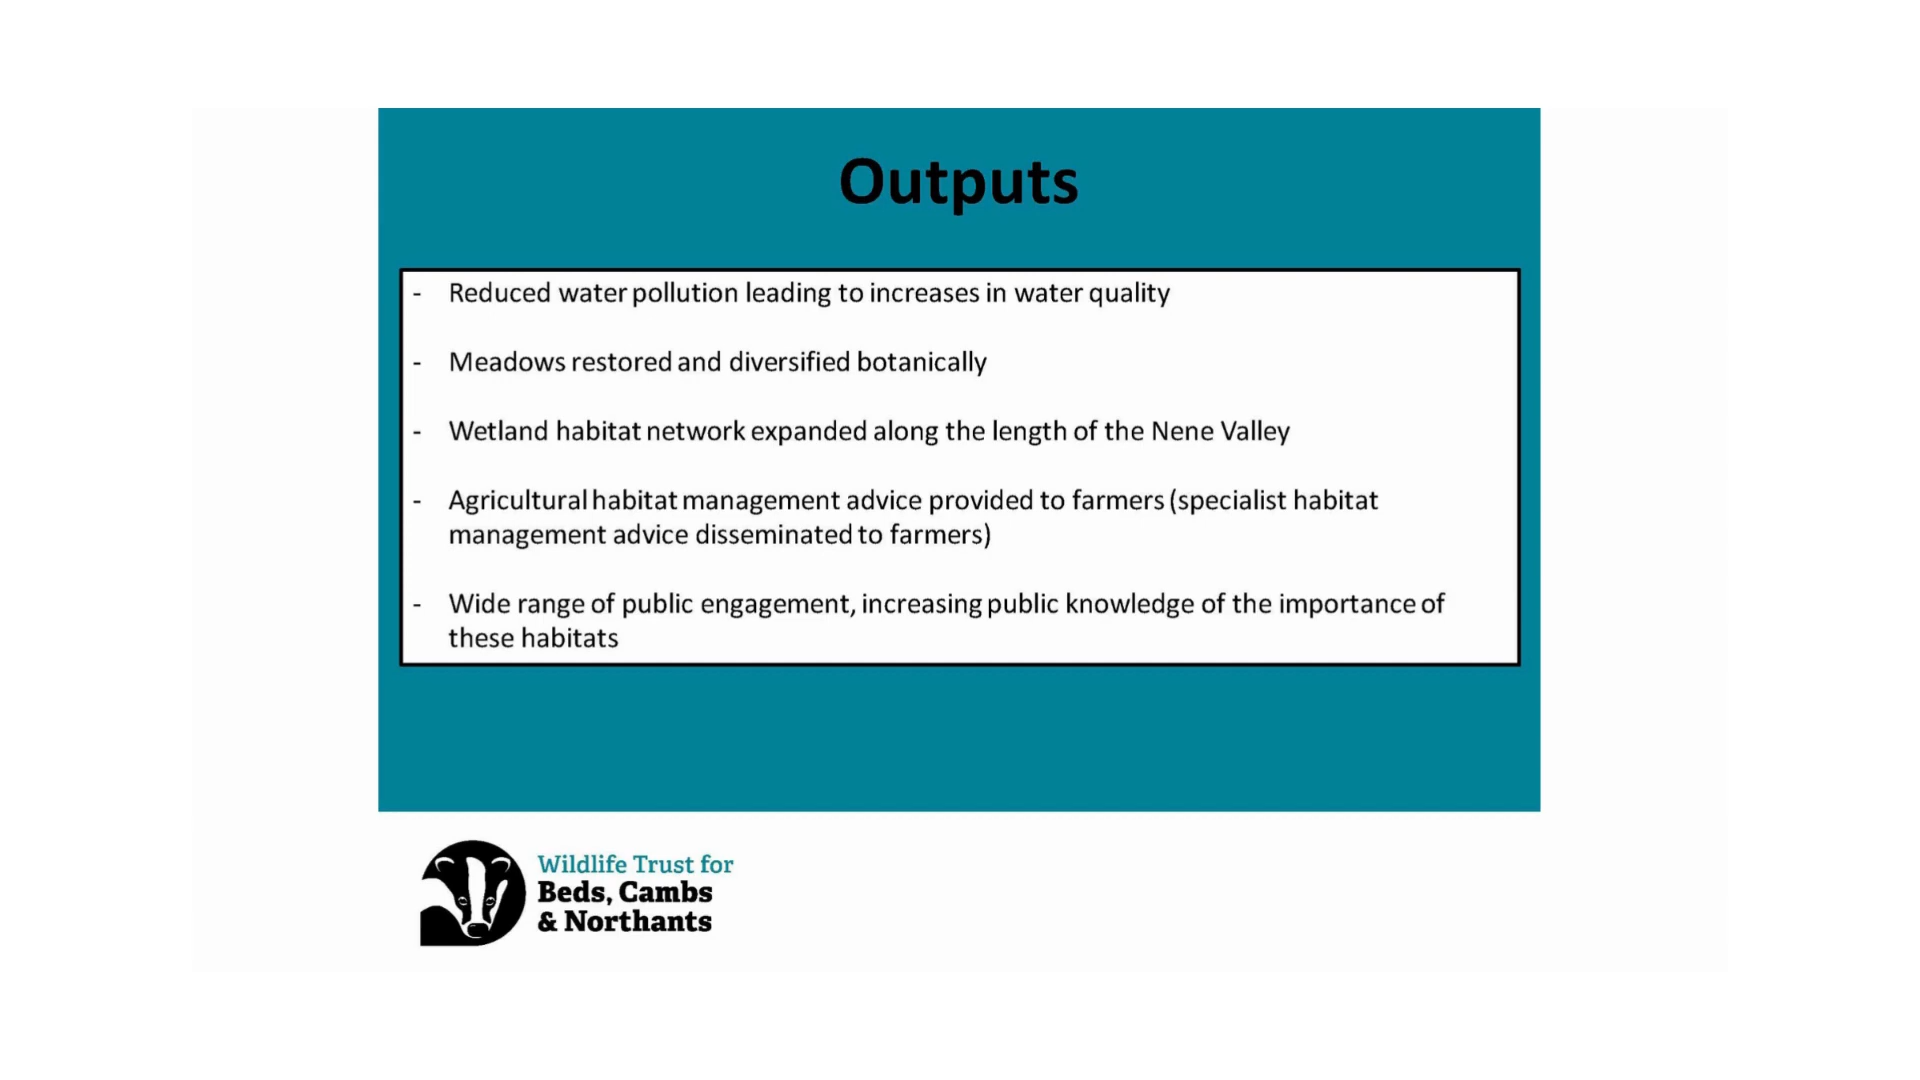 Outputs
- Reduced water pollution leading to increases in water quality
- Meadows restored and diversified botanically
- Wetland habitat network expanded along the length of the Nene Valley
- Agricultural habitat management advice provided to farmers (specialist habitat
management advice disseminated to farmers)
- Wide range of public engagement, increasing public knowledge of the importance of
these habitats
Wildlife Trust for
Beds, Cambs
& Northants